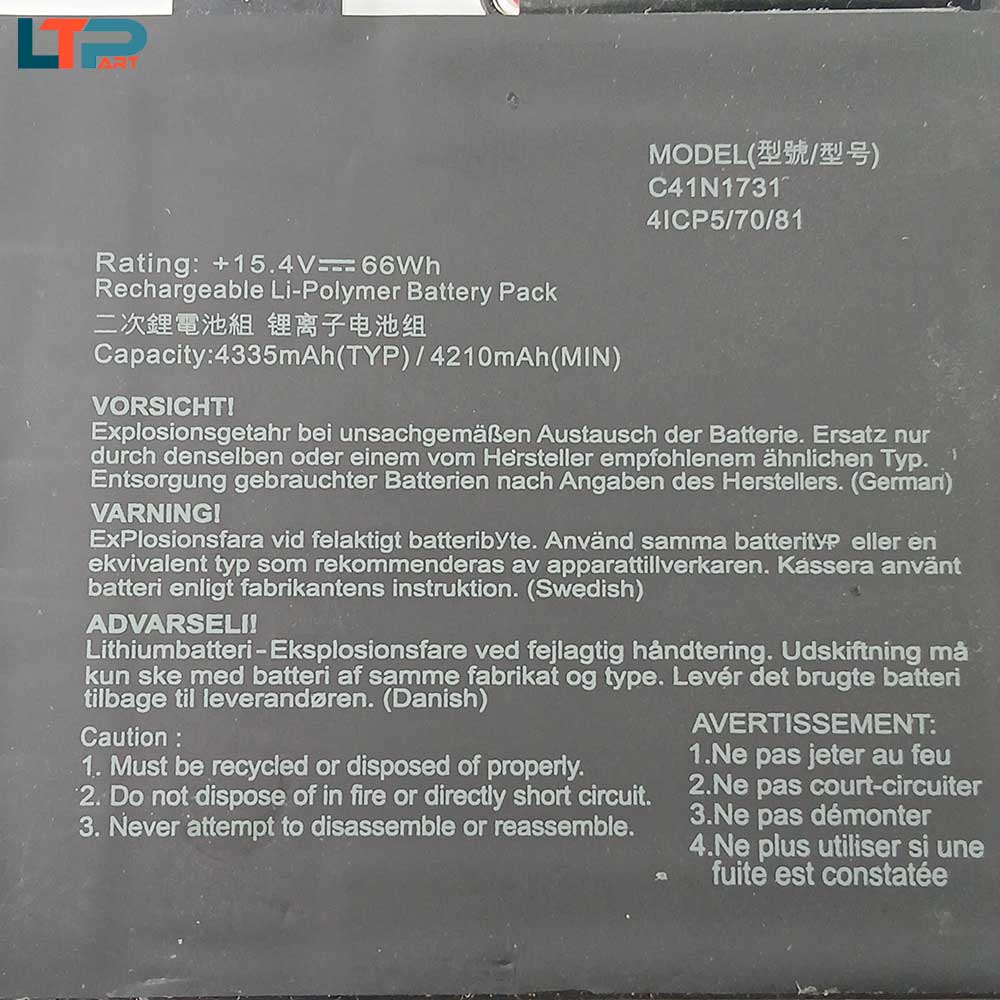 LTP ART
MODEL(型號/型号)
C41N1731
4ICP5/70/81
Rating: +15.4V⎓66Wh
Rechargeable Li-Polymer Battery Pack
二次鋰電池組 锂离子电池组
Capacity:4335mAh(TYP) / 4210mAh(MIN)
VORSICHT!
Explosionsgetahr bei unsachgemäßen Austausch der Batterie. Ersatz nur
durch denselben oder einem vom Hersteller empfohlenem ähnlichen Typ.
Entsorgung gebrauchter Batterien nach Angaben des Herstellers. (German)
VARNING!
ExPlosionsfara vid felaktigt batteribyte. Använd samma batterityP eller en
ekvivalent typ som rekommenderas av apparattillverkaren. Kassera använt
batteri enligt fabrikantens instruktion. (Swedish)
ADVARSELI!
Lithiumbatteri-Eksplosionsfare ved fejlagtig håndtering. Udskiftning må
kun ske med batteri af samme fabrikat og type. Levér det brugte batteri
tilbage til leverandøren. (Danish)
Caution :
1. Must be recycled or disposed of properly.
2. Do not dispose of in fire or directly short circuit.
3. Never attempt to disassemble or reassemble.
AVERTISSEMENT:
1.Ne pas jeter au feu
2.Ne pas court-circuiter
3.Ne pas démonter
4.Ne plus utiliser si une
fuite est constatée